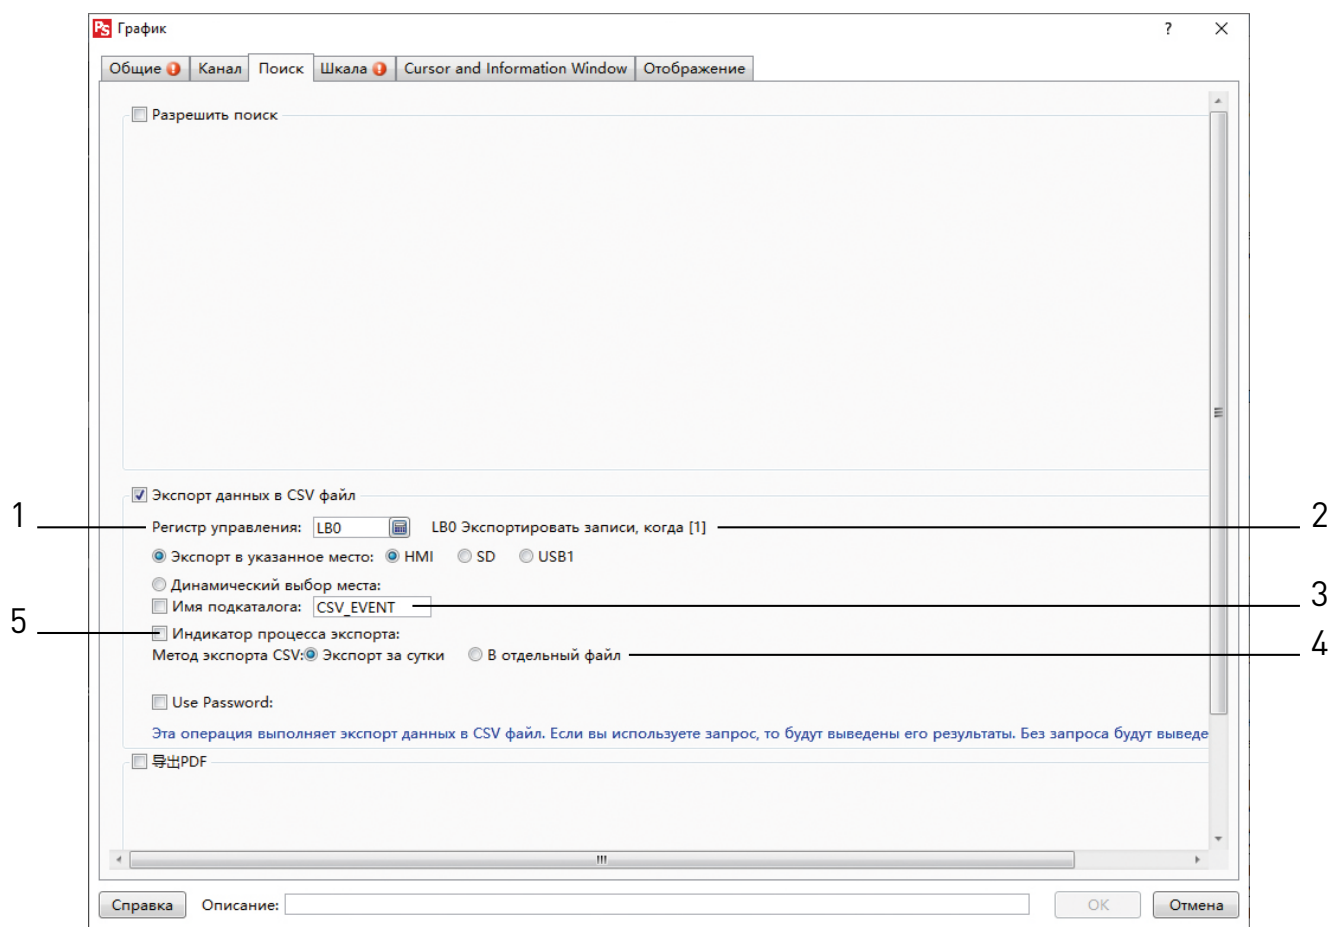 PS График ?
Общие Канал Поиск Шкала Cursor and Information Window Отображение
Разрешить поиск
Экспорт данных в CSV файл
1 Регистр управления: LB0 LB0 Экспортировать записи, когда [1] 2
Экспорт в указанное место: HMI SD USB1
Динамический выбор места:
Имя подкаталога: CSV_EVENT 3
5 Индикатор процесса экспорта:
Метод экспорта CSV: Экспорт за сутки В отдельный файл 4
Use Password:
Эта операция выполняет экспорт данных в CSV файл. Если вы используете запрос, то будут выведены его результаты. Без запроса будут выведе
导出PDF
Справка Описание: OK Отмена